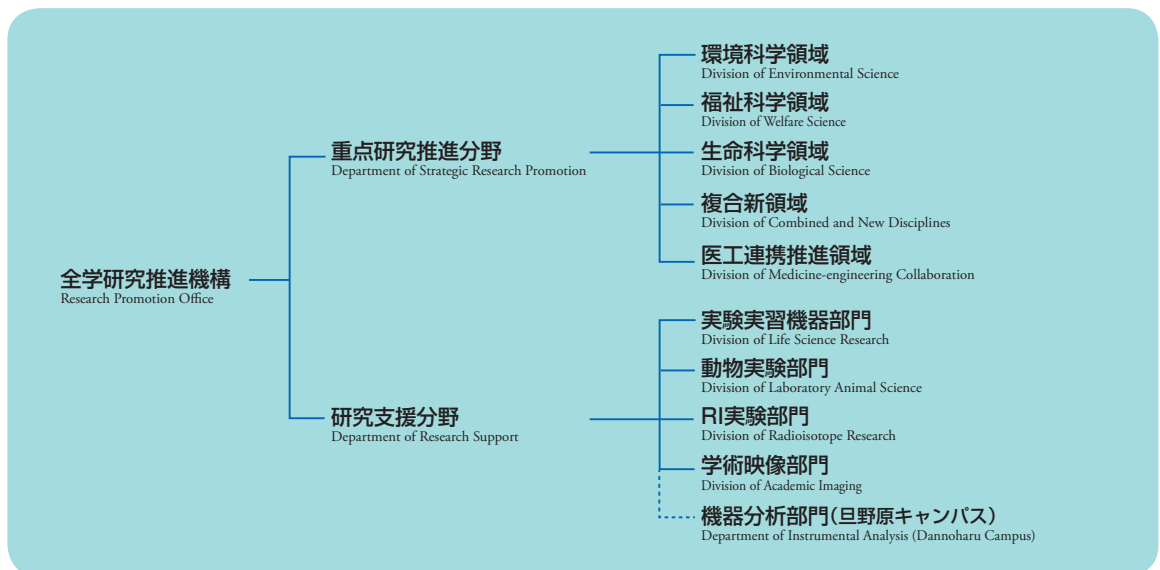 全学研究推進機構
Research Promotion Office
重点研究推進分野
Department of Strategic Research Promotion
環境科学領域
Division of Environmental Science
福祉科学領域
Division of Welfare Science
生命科学領域
Division of Biological Science
複合新領域
Division of Combined and New Disciplines
医工連携推進領域
Division of Medicine-engineering Collaboration
研究支援分野
Department of Research Support
実験実習機器部門
Division of Life Science Research
動物実験部門
Division of Laboratory Animal Science
RI実験部門
Division of Radioisotope Research
学術映像部門
Division of Academic Imaging
機器分析部門(旦野原キャンパス)
Department of Instrumental Analysis (Dannoharu Campus)